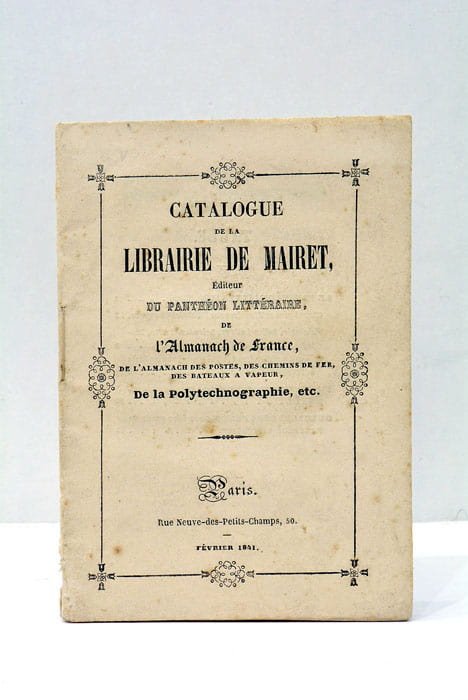 CATALOGUE
DE LA
LIBRAIRIE DE MAIRET,
Éditeur
DU PANTHÉON LITTÉRAIRE,
DE
l'Almanach de France,
DE L'ALMANACH DES POSTES, DES CHEMINS DE FER,
DES BATEAUX A VAPEUR,
De la Polytechnographie, etc.
Paris.
Rue Neuve-des-Petits-Champs, 50.
FÉVRIER 1841.